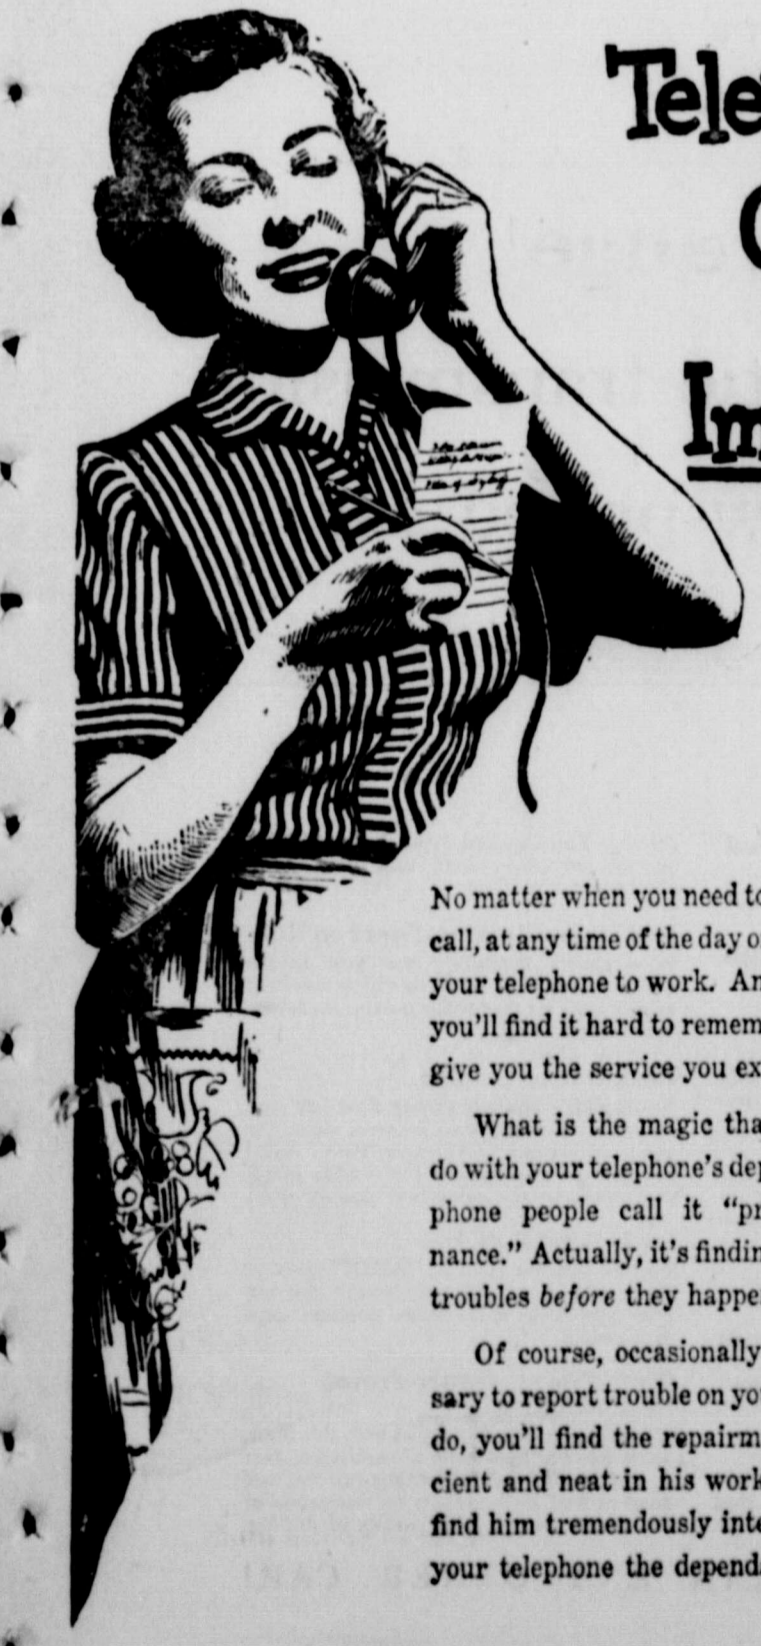 Tele
Im
No matter when you need to
call, at any time of the day o
your telephone to work. An
you'll find it hard to remem
give you the service you ex
What is the magic tha
do with your telephone's dep
phone people call it “pr
nance.” Actually, it's findin
troubles before they happe
Of course, occasionally
sary to report trouble on yo
do, you'll find the repairm
cient and neat in his work
find him tremendously inte
your telephone the depend